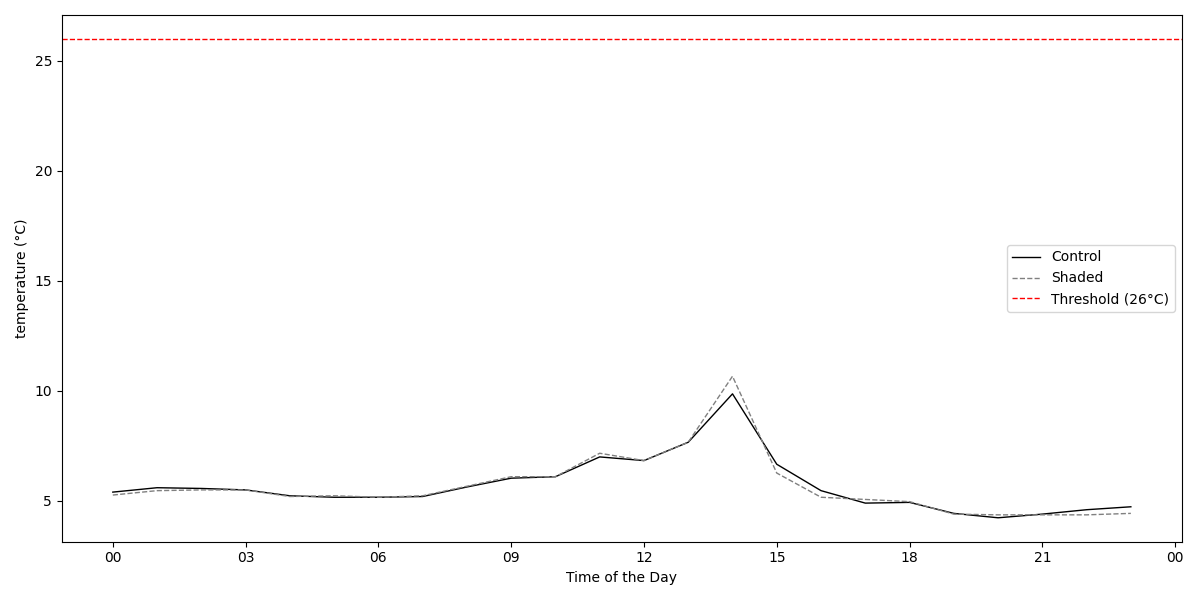 25
20
15
10
5
temperature (°C)
Control
Shaded
Threshold (26°C)
00 03 06 09 12 15 18 21 00
Time of the Day